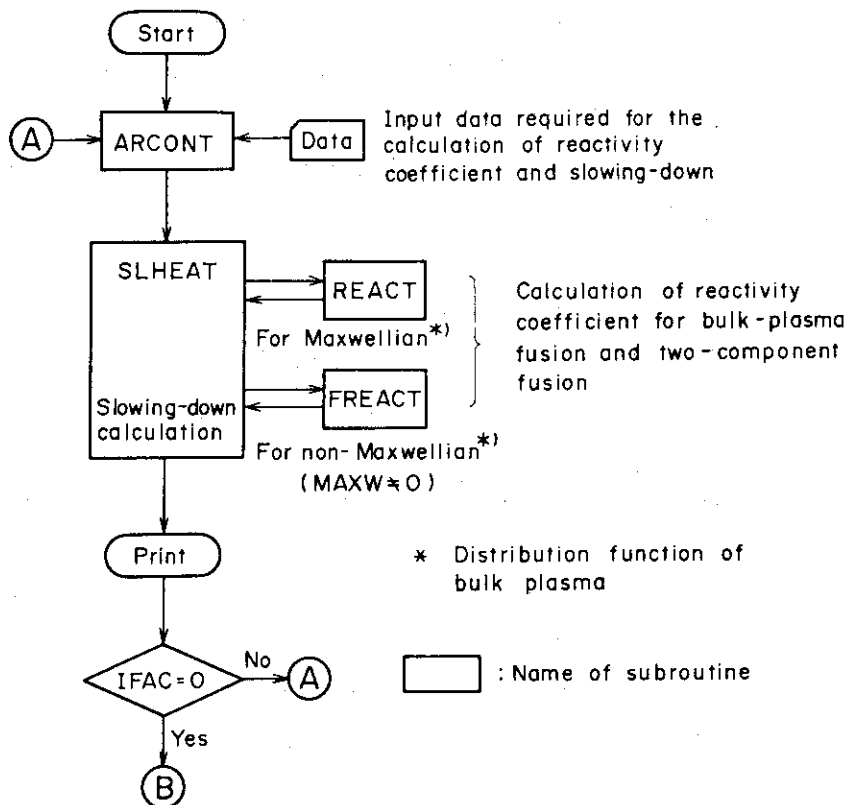 Start
A
ARCONT
Data
Input data required for the
calculation of reactivity
coefficient and slowing-down
SLHEAT
REACT
For Maxwellian*)
FREACT
Slowing-down
calculation
For non-Maxwellian*)
(MAXW≒0)
Calculation of reactivity
coefficient for bulk-plasma
fusion and two-component
fusion
Print
* Distribution function of
bulk plasma
IFAC=0
No
A
: Name of subroutine
Yes
B